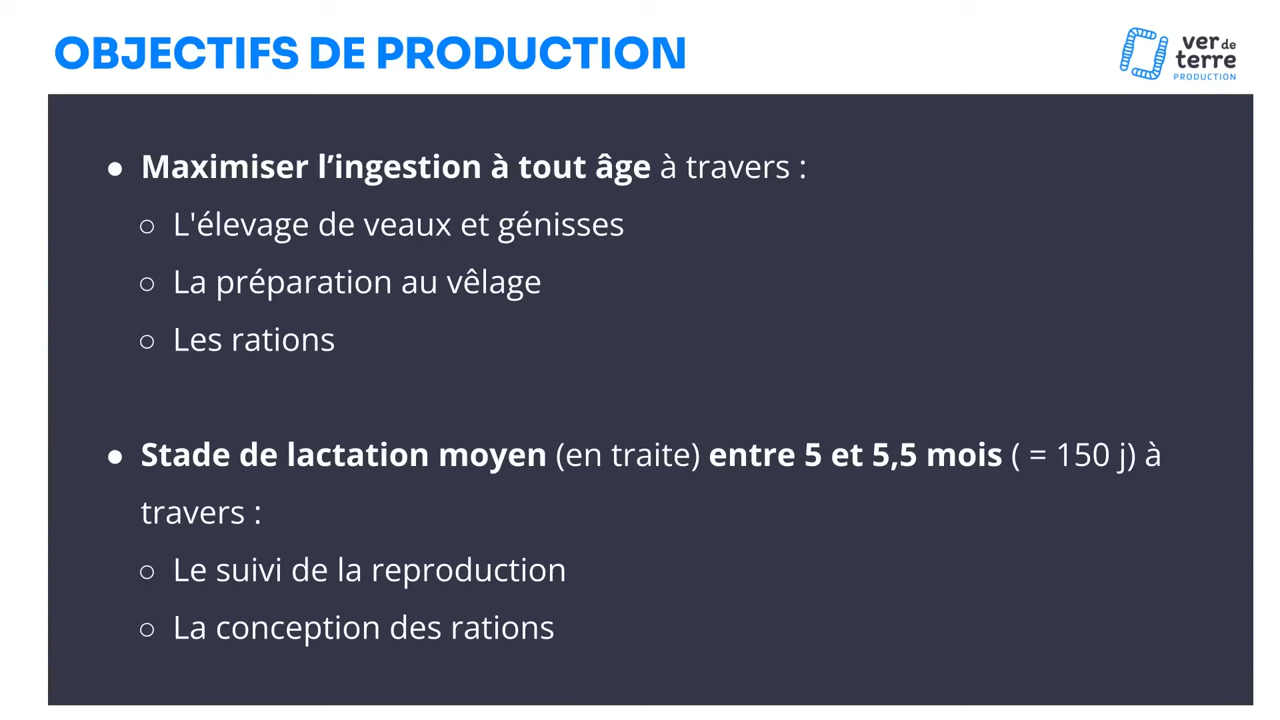 OBJECTIFS DE PRODUCTION
ver de
terre
PRODUCTION
● Maximiser l’ingestion à tout âge à travers :
○ L'élevage de veaux et génisses
○ La préparation au vêlage
○ Les rations
● Stade de lactation moyen (en traite) entre 5 et 5,5 mois ( = 150 j) à
travers :
○ Le suivi de la reproduction
○ La conception des rations